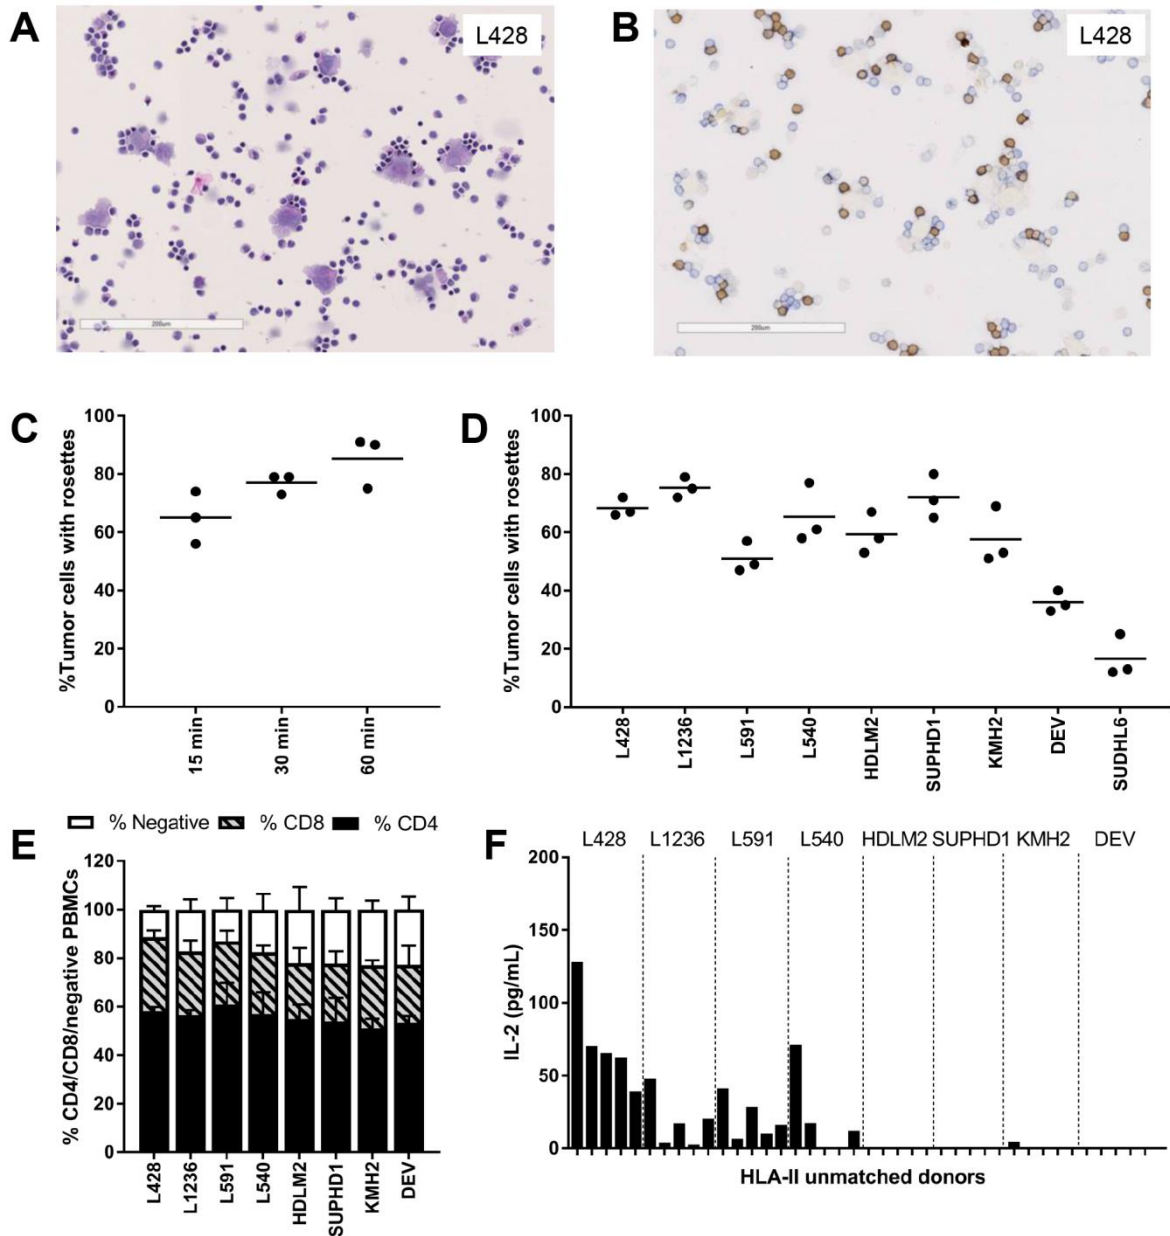 A
L428
200um
B
L428
200um
C
%Tumor cells with rosettes
100
80
60
40
20
0
15 min
30 min
60 min
D
%Tumor cells with rosettes
100
80
60
40
20
0
L428
L1236
L591
L540
HDLM2
SUPHD1
KMH2
DEV
SUDHL6
E
% Negative % CD8 % CD4
% CD4/CD8/negative PBMCs
120
100
80
60
40
20
0
L428
L1236
L591
L540
HDLM2
SUPHD1
KMH2
DEV
F
L428 L1236 L591 L540 HDLM2 SUPHD1 KMH2 DEV
IL-2 (pg/mL)
200
150
100
50
0
HLA-II unmatched donors